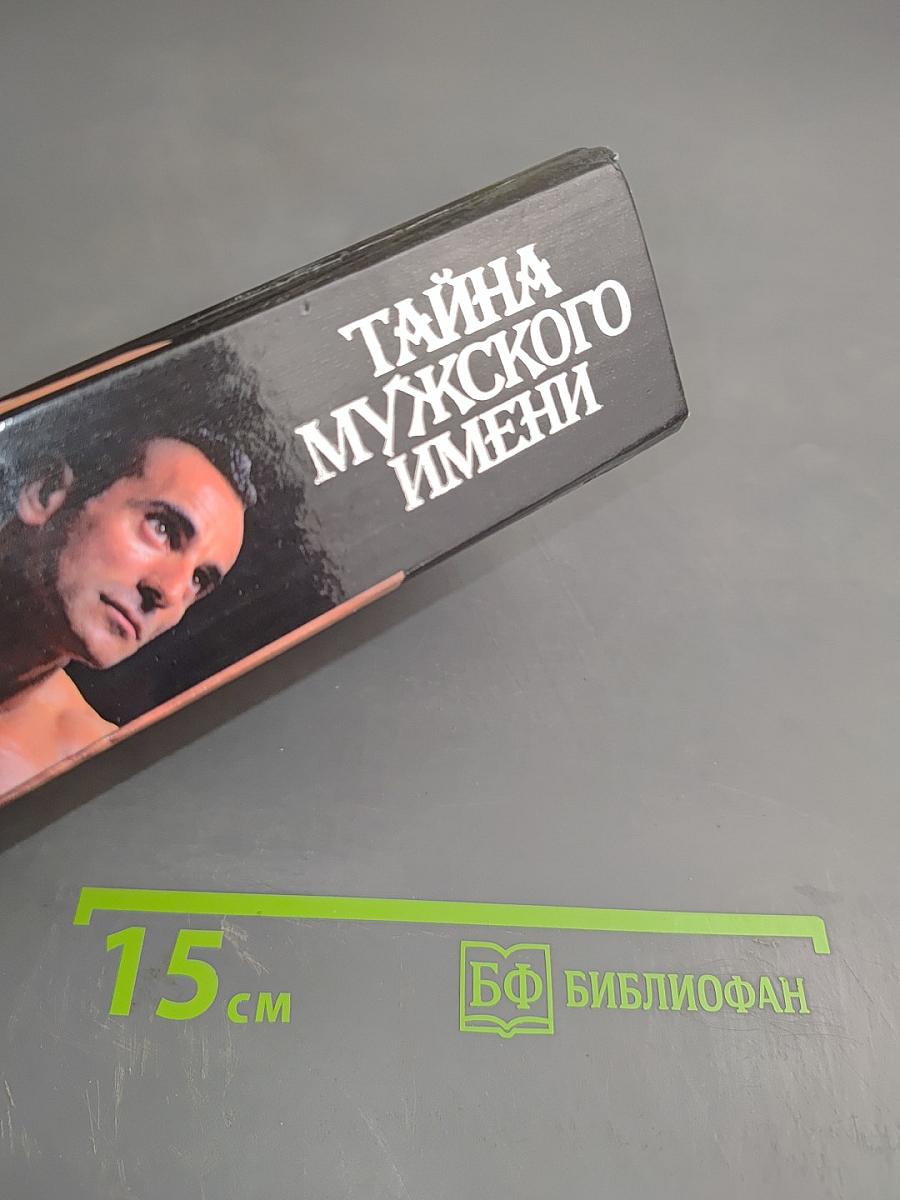 ТАЙНА
МУЖСКОГО
ИМЕНИ
15 см
БФ БИБЛИОФАН